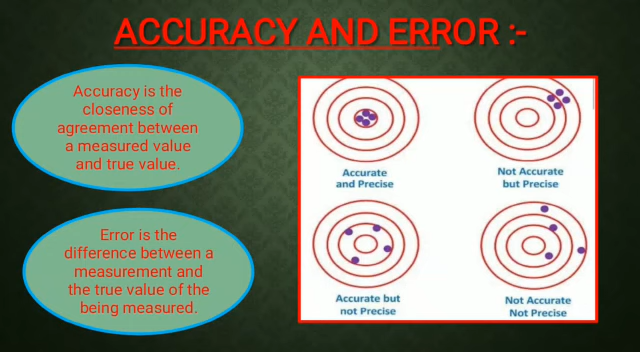 ACCURACY AND ERROR :-
Accuracy is the
closeness of
agreement between
a measured value
and true value.
Error is the
difference between a
measurement and
the true value of the
being measured.
Accurate
and Precise
Not Accurate
but Precise
Accurate but
not Precise
Not Accurate
Not Precise